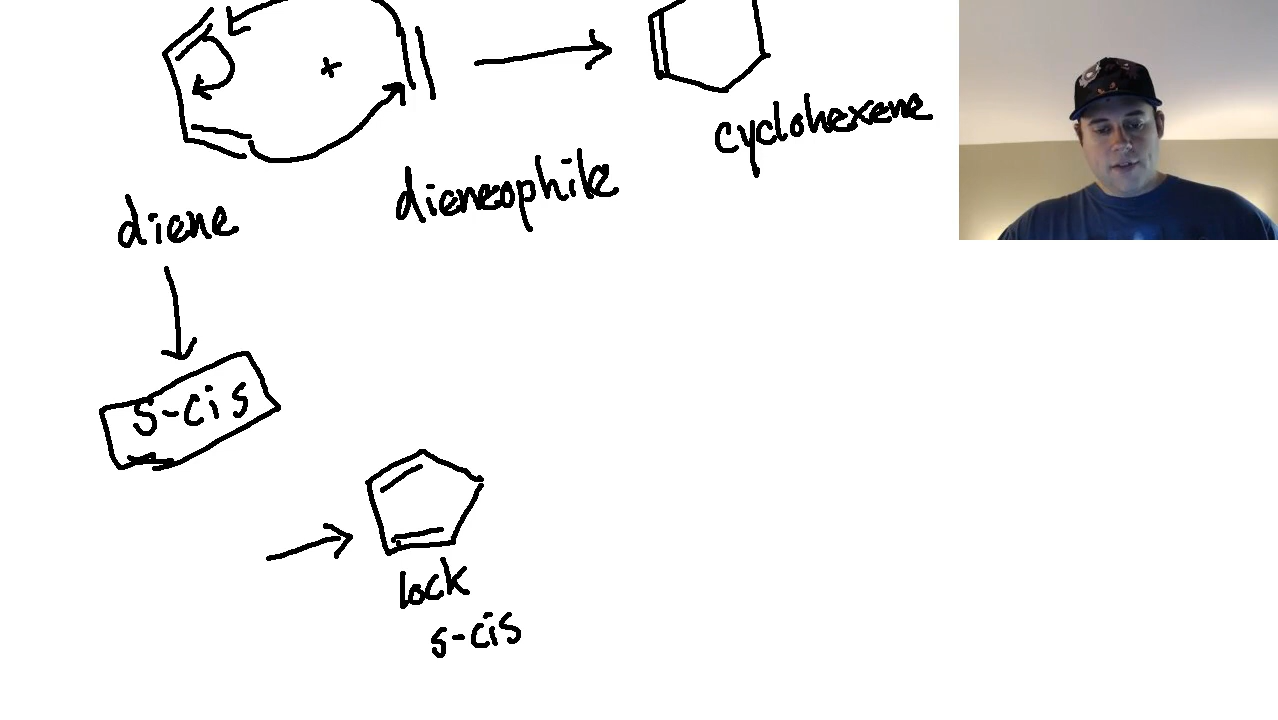 +
cyclohexene
dieneophile
diene
s-cis
lock
s-cis